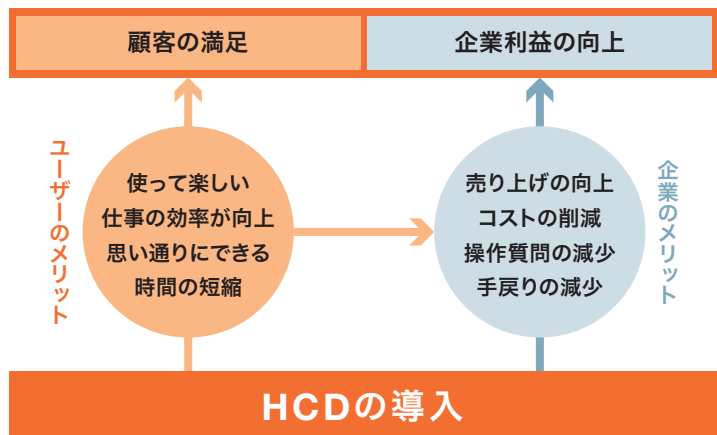 顧客の満足
企業利益の向上
ユーザーのメリット
使って楽しい
仕事の効率が向上
思い通りにできる
時間の短縮
売り上げの向上
コストの削減
操作質問の減少
手戻りの減少
企業のメリット
HCDの導入